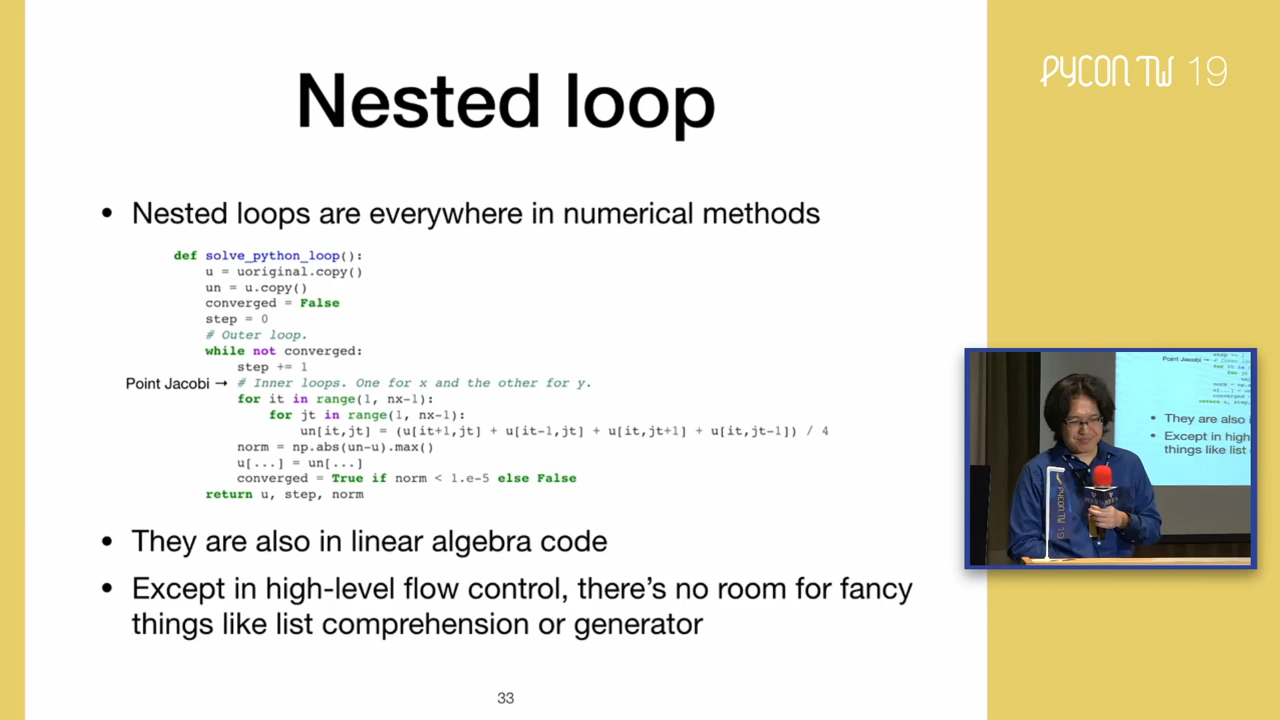 Nested loop
PYCON TW 19
• Nested loops are everywhere in numerical methods
def solve_python_loop():
u = uoriginal.copy()
un = u.copy()
converged = False
step = 0
# Outer loop.
while not converged:
step += 1
Point Jacobi → # Inner loops. One for x and the other for y.
for it in range(1, nx-1):
for jt in range(1, nx-1):
un[it,jt] = (u[it+1,jt] + u[it-1,jt] + u[it,jt+1] + u[it,jt-1]) / 4
norm = np.abs(un-u).max()
u[...] = un[...]
converged = True if norm < 1.e-5 else False
return u, step, norm
• They are also in linear algebra code
• Except in high-level flow control, there's no room for fancy
things like list comprehension or generator
33
Point Jacobi →
• They are also
• Except in high
things like list
PYCON TW 19